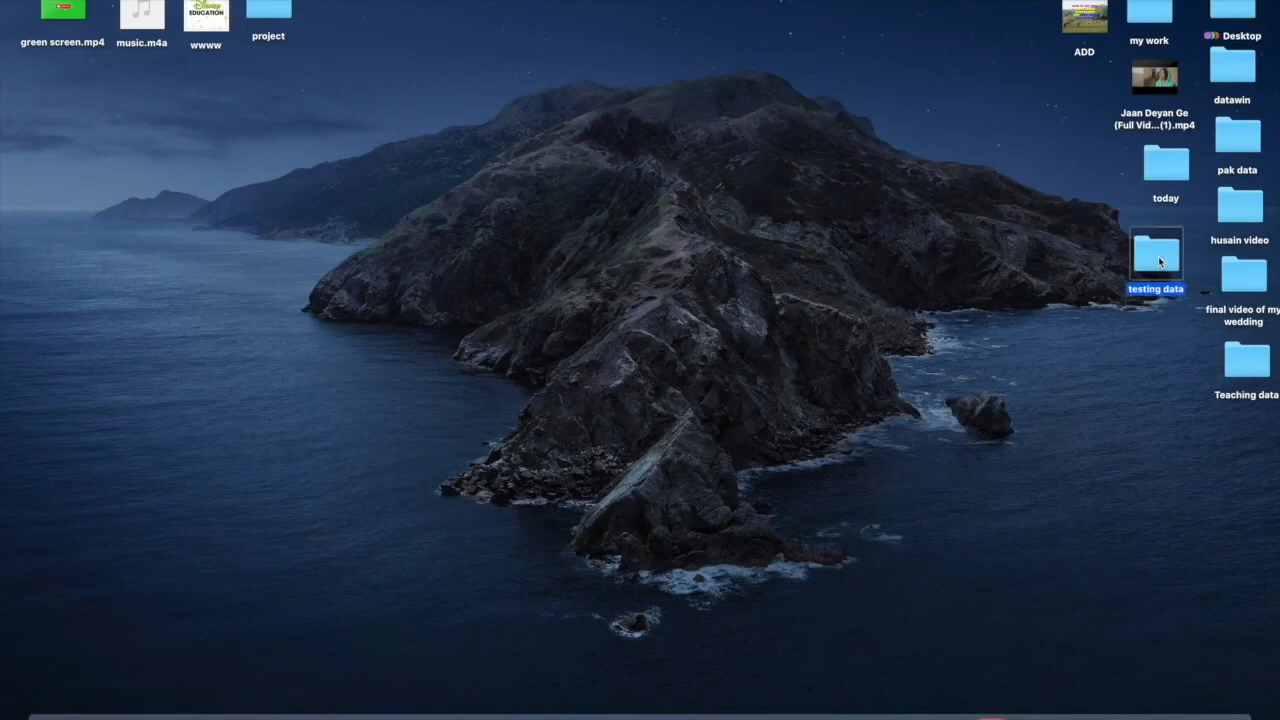 Disney
EDUCATION
green screen.mp4
music.m4a
wwww
project
ADD
my work
Desktop
Jaan Deyan Ge
(Full Vid...(1).mp4
datawin
today
pak data
testing data
husain video
final video of my
wedding
Teaching data